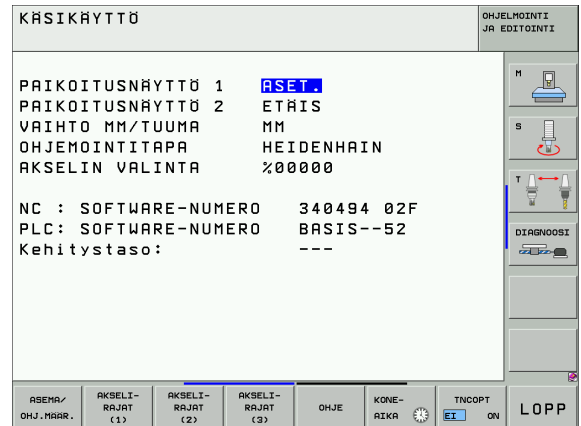 KÄSIKÄYTTÖ
OHJELMOINTI
JA EDITOINTI
PAIKOITUSNÄYTTÖ 1 ASET.
PAIKOITUSNÄYTTÖ 2 ETÄIS
VAIHTO MM/TUUMA MM
OHJEMOINTITAPA HEIDENHAIN
AKSELIN VALINTA %00000
NC : SOFTWARE-NUMERO 340494 02F
PLC: SOFTWARE-NUMERO BASIS--52
Kehitystaso: ---
M
S
T
DIAGNOOSI
ASEMA/
OHJ.MÄÄR.
AKSELI-
RAJAT
(1)
AKSELI-
RAJAT
(2)
AKSELI-
RAJAT
(3)
OHJE
KONE-
AIKA
TNCOPT
EI ON
LOPP